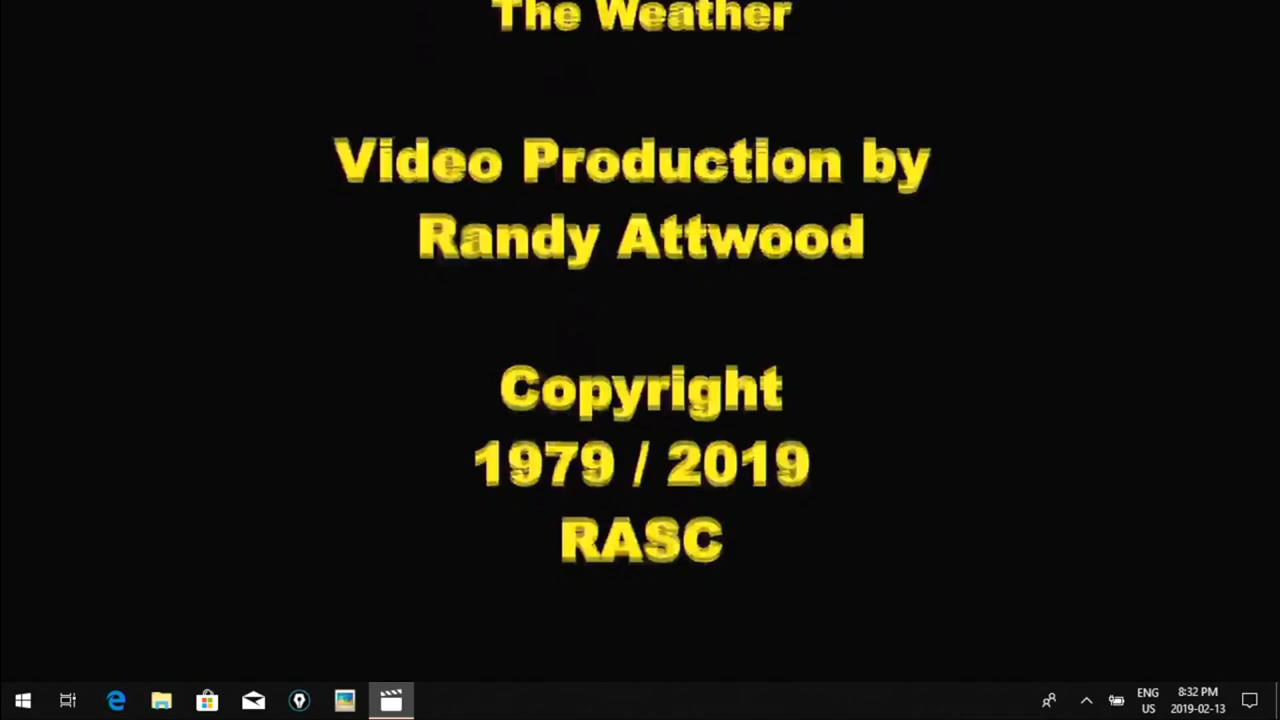 The Weather
Video Production by
Randy Attwood
Copyright
1979 / 2019
RASC
ENG
US
8:32 PM
2019-02-13